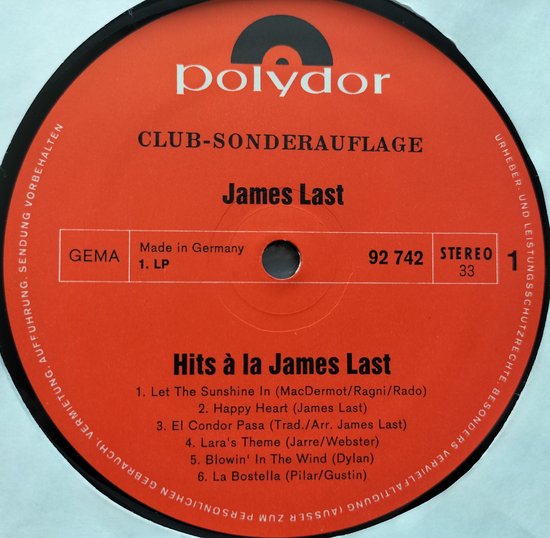 polydor
CLUB-SONDERAUFLAGE
James Last
GEMA
Made in Germany
1. LP
92 742
STEREO
33
1
Hits à la James Last
1. Let The Sunshine In (MacDermot/Ragni/Rado)
2. Happy Heart (James Last)
3. El Condor Pasa (Trad./Arr. James Last)
4. Lara's Theme (Jarre/Webster)
5. Blowin' In The Wind (Dylan)
6. La Bostella (Pilar/Gustin)
URHEBER- UND LEISTUNGSSCHUTZRECHTE, BESONDERS VERVIELFÄLTIGUNG (AUSSER ZUM PERSÖNLICHEN GEBRAUCH), VERMIETUNG, AUFFÜHRUNG, SENDUNG VORBEHALTEN